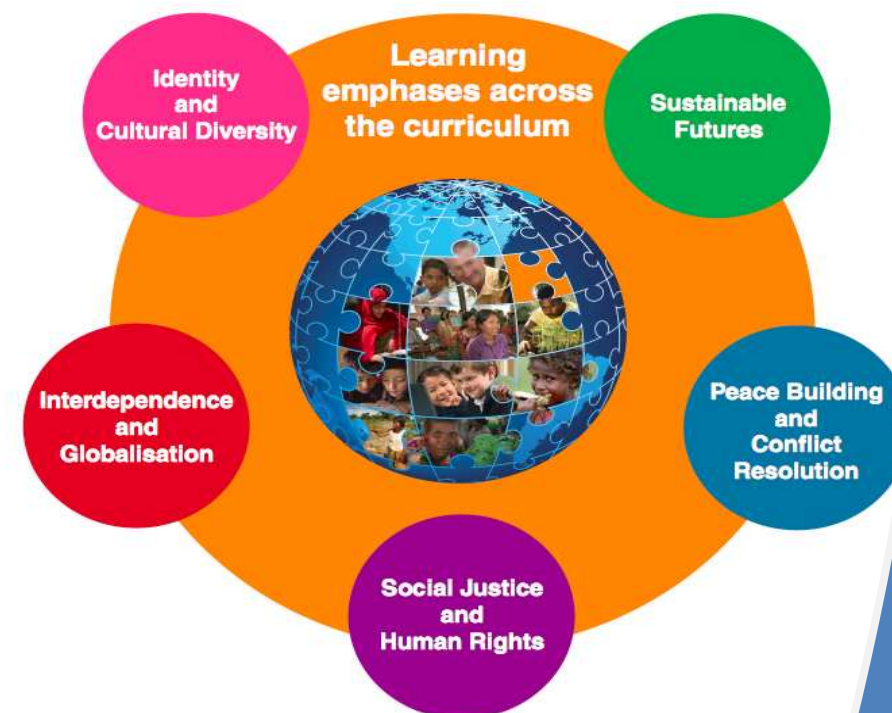 Learning
emphases across
the curriculum
Identity
and
Cultural Diversity
Sustainable
Futures
Interdependence
and
Globalisation
Peace Building
and
Conflict
Resolution
Social Justice
and
Human Rights